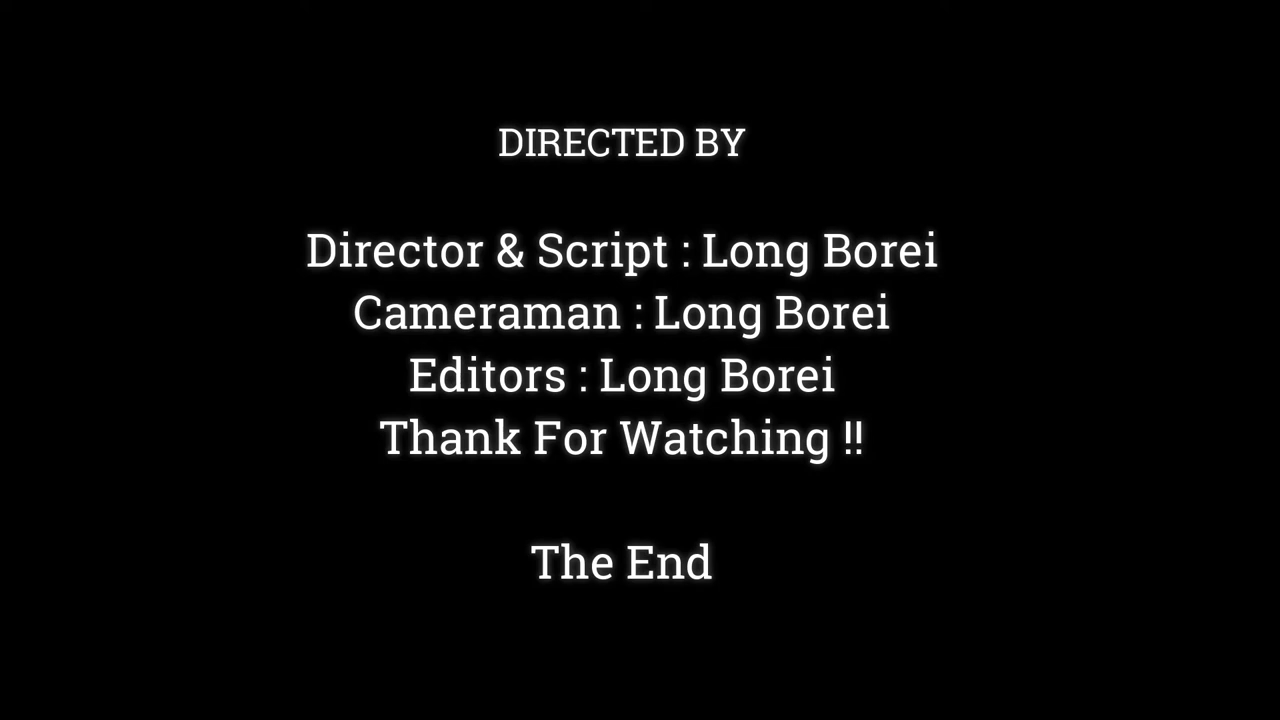 DIRECTED BY
Director & Script : Long Borei
Cameraman : Long Borei
Editors : Long Borei
Thank For Watching !!
The End